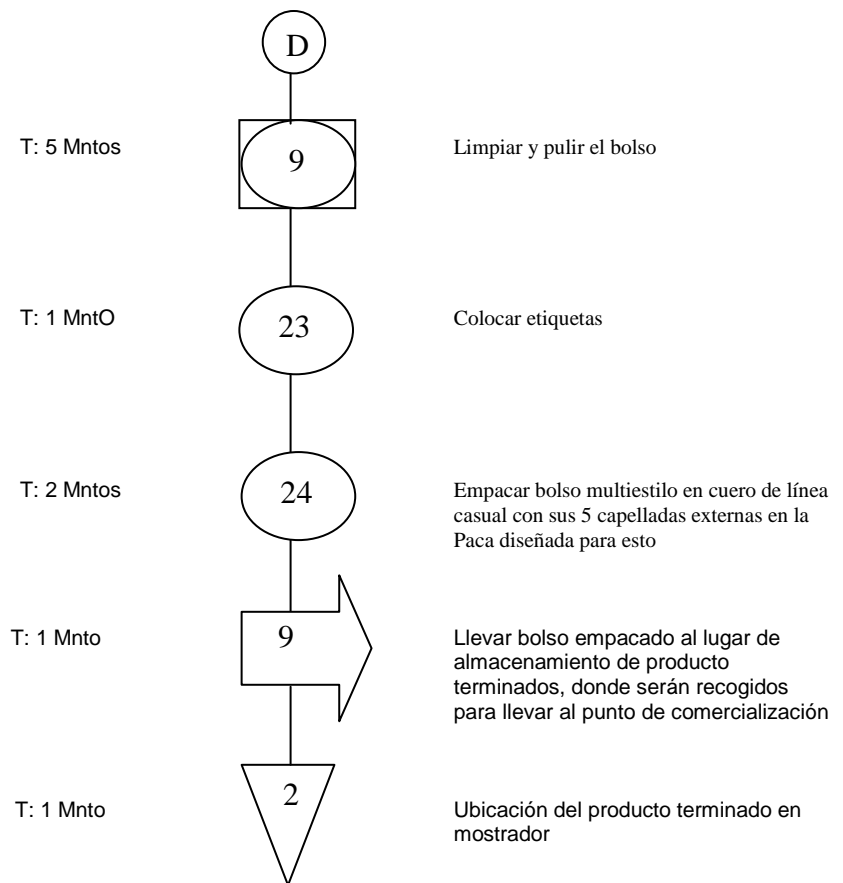 D
T: 5 Mntos
9
Limpiar y pulir el bolso
T: 1 MntO
23
Colocar etiquetas
T: 2 Mntos
24
Empacar bolso multiestilo en cuero de línea
casual con sus 5 capelladas externas en la
Paca diseñada para esto
T: 1 Mnto
9
Llevar bolso empacado al lugar de
almacenamiento de producto
terminados, donde serán recogidos
para llevar al punto de comercialización
T: 1 Mnto
2
Ubicación del producto terminado en
mostrador